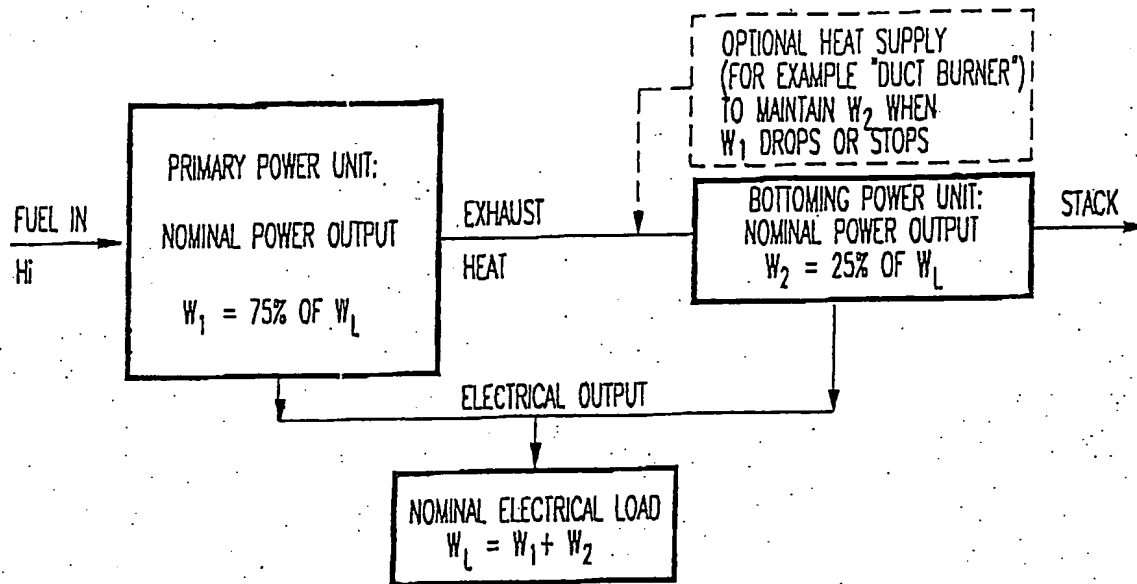 OPTIONAL HEAT SUPPLY
(FOR EXAMPLE "DUCT BURNER")
TO MAINTAIN W2 WHEN
W1 DROPS OR STOPS
PRIMARY POWER UNIT:
NOMINAL POWER OUTPUT
W1 = 75% OF WL
FUEL IN
Hi
EXHAUST
HEAT
BOTTOMING POWER UNIT:
NOMINAL POWER OUTPUT
W2 = 25% OF WL
STACK
ELECTRICAL OUTPUT
NOMINAL ELECTRICAL LOAD
WL = W1+ W2